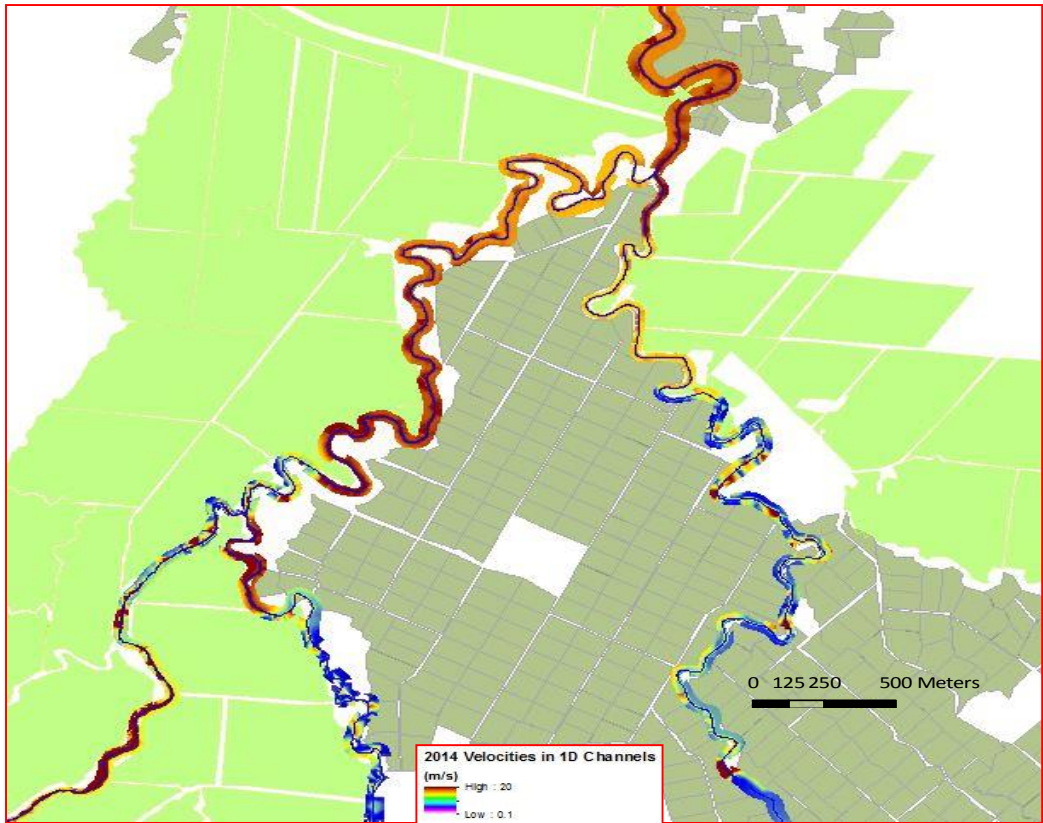 0 125 250 500 Meters
2014 Velocities in 1D Channels
(m/s)
High : 20
Low : 0.1